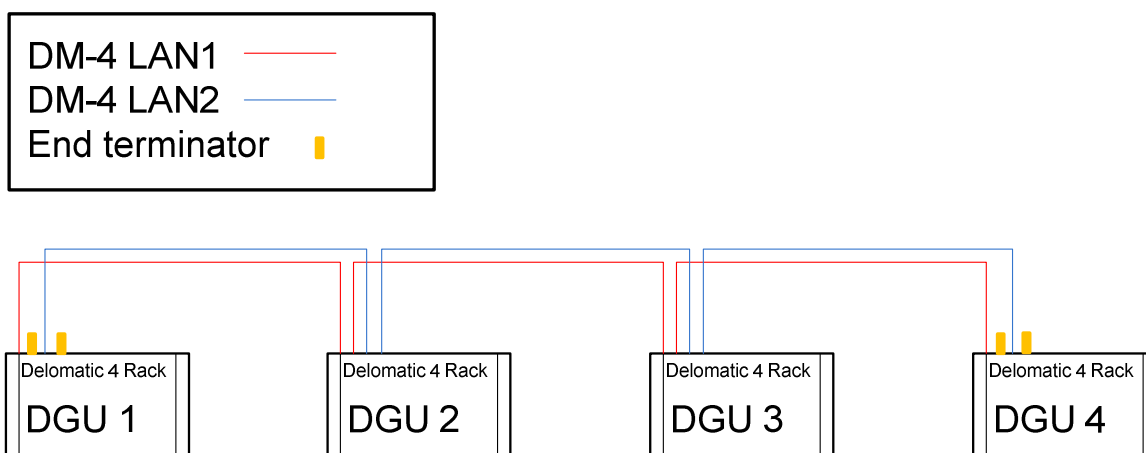 DM-4 LAN1
DM-4 LAN2
End terminator
Delomatic 4 Rack
DGU 1
Delomatic 4 Rack
DGU 2
Delomatic 4 Rack
DGU 3
Delomatic 4 Rack
DGU 4